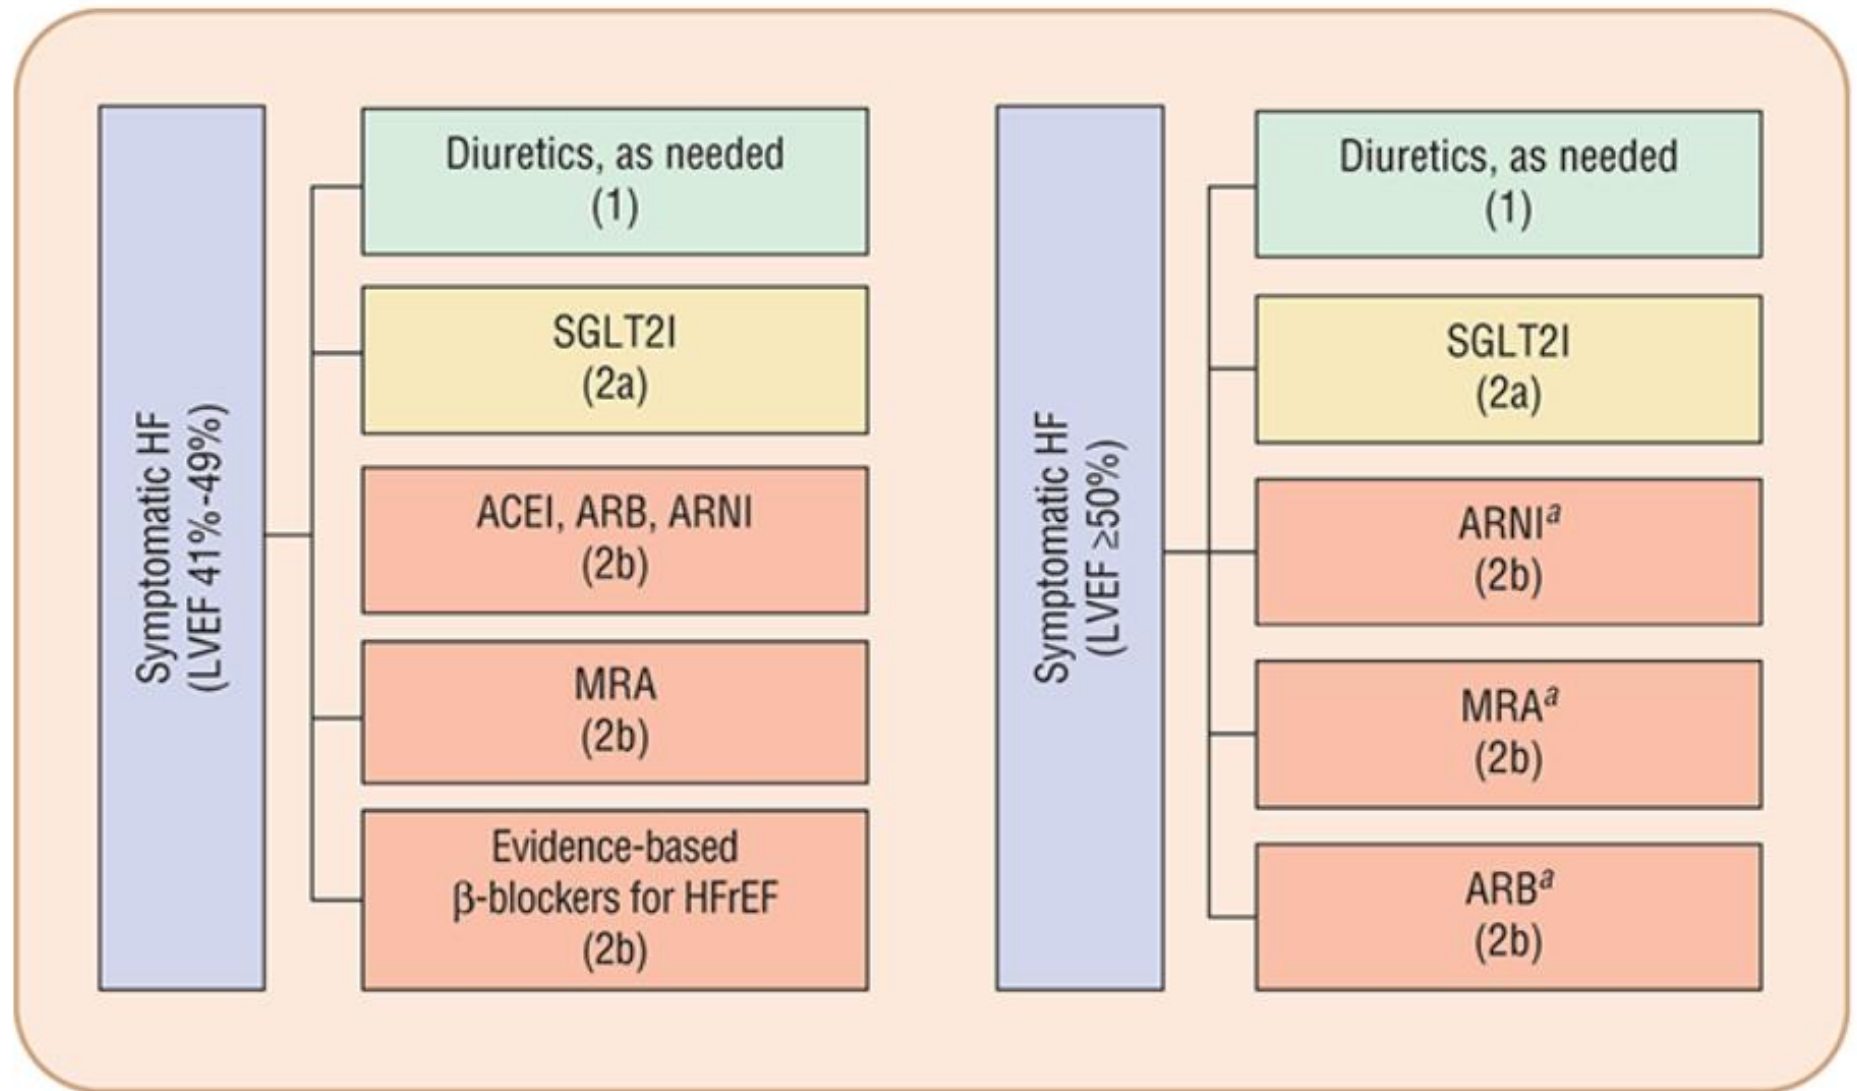 Symptomatic HF
(LVEF 41%-49%)
Diuretics, as needed
(1)
SGLT2I
(2a)
ACEI, ARB, ARNI
(2b)
MRA
(2b)
Evidence-based
β-blockers for HFrEF
(2b)
Symptomatic HF
(LVEF ≥50%)
Diuretics, as needed
(1)
SGLT2I
(2a)
ARNIᵃ
(2b)
MRAᵃ
(2b)
ARBᵃ
(2b)